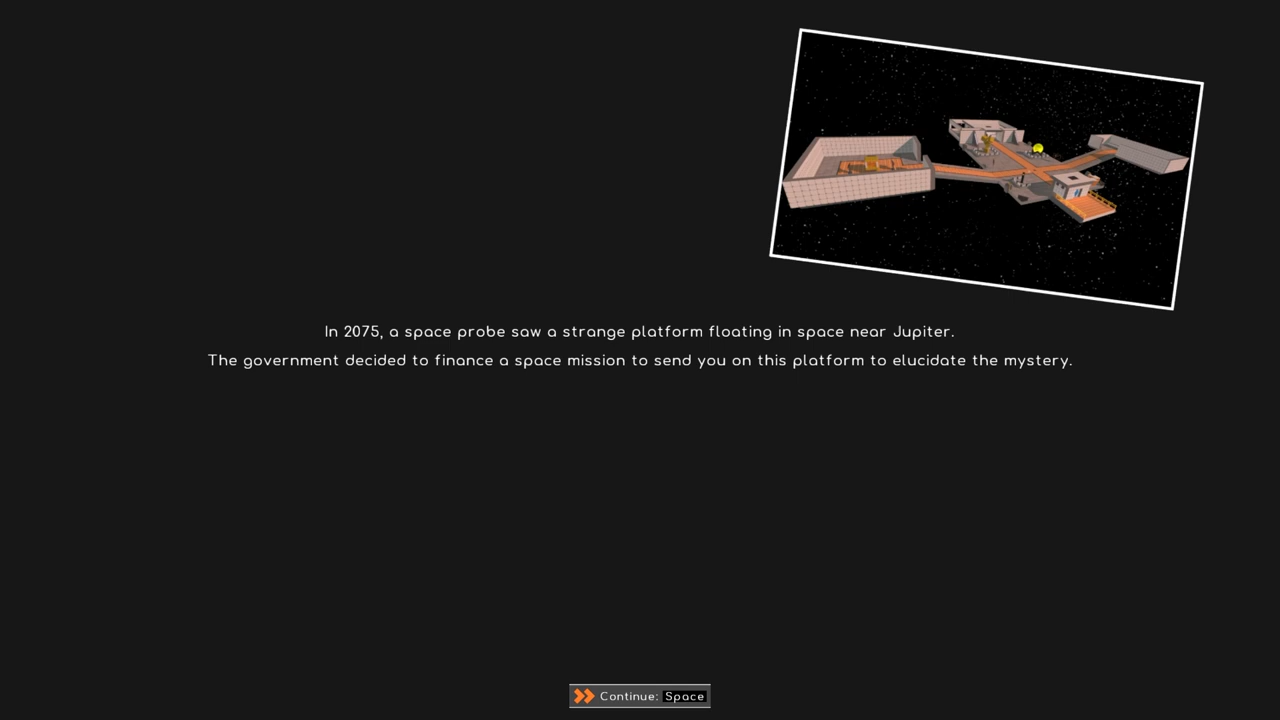 In 2075, a space probe saw a strange platform floating in space near Jupiter.
The government decided to finance a space mission to send you on this platform to elucidate the mystery.
Continue: Space